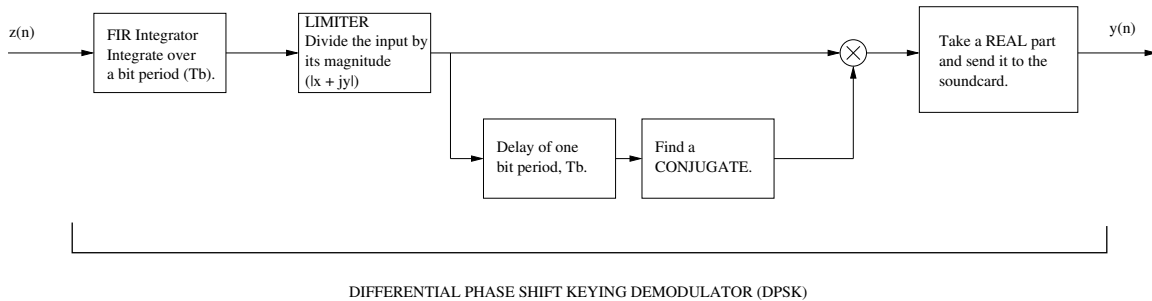 z(n)
FIR Integrator
Integrate over
a bit period (Tb).
LIMITER
Divide the input by
its magnitude
(|x + jy|)
Take a REAL part
and send it to the
soundcard.
y(n)
Delay of one
bit period, Tb.
Find a
CONJUGATE.
DIFFERENTIAL PHASE SHIFT KEYING DEMODULATOR (DPSK)